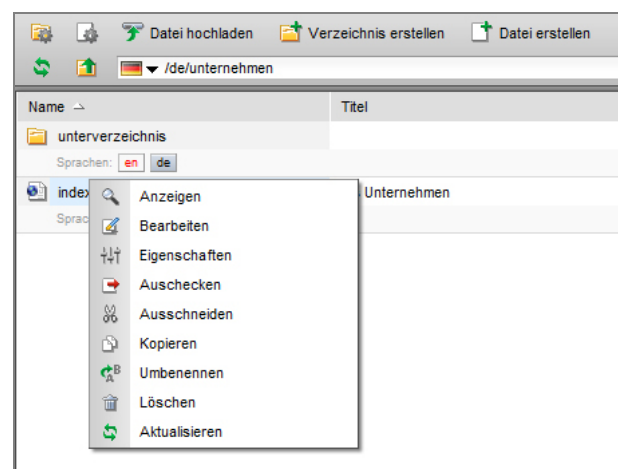 Datei hochladen Verzeichnis erstellen Datei erstellen
/de/unternehmen
Name Titel
unterverzeichnis
Sprachen: en de
index Unternehmen
Sprac
Anzeigen
Bearbeiten
Eigenschaften
Auschecken
Ausschneiden
Kopieren
Umbenennen
Löschen
Aktualisieren